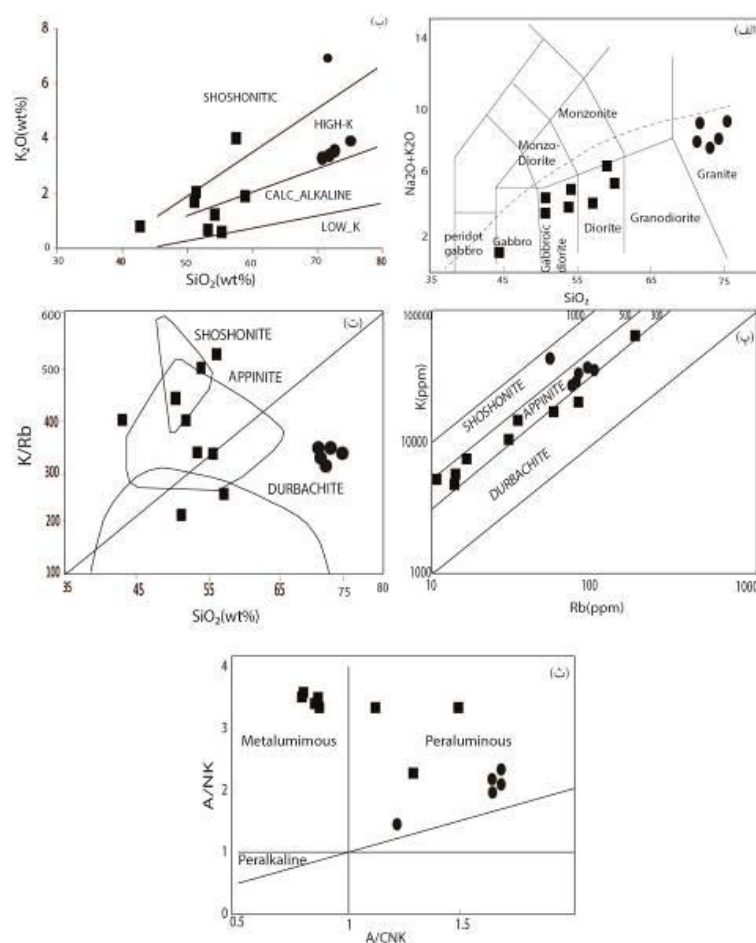 (ب)
K₂O(wt%)
8
6
4
2
0
SHOSHONITIC
HIGH-K
CALC_ALKALINE
LOW_K
30 40 50 60 70 80
SiO₂(wt%)
(الف)
Na2O+K2O
14
10
6
2
Monzonite
Monzo-
Diorite
peridot
gabbro
Gabbro
Gabbroic
diorite
Diorite
Granodiorite
Granite
35 45 55 65 75
SiO₂
(ت)
K/Rb
600
500
400
300
200
100
SHOSHONITE
APPINITE
DURBACHITE
35 45 55 65 75 80
SiO₂(wt%)
(پ)
K(ppm)
100000
10000
1000
1000 500 300
SHOSHONITE
APPINITE
DURBACHITE
10 100 1000
Rb(ppm)
(ث)
A/NK
4
3
2
1
0
Metalumimous
Peraluminous
Peralkaline
0.5 1 1.5
A/CNK